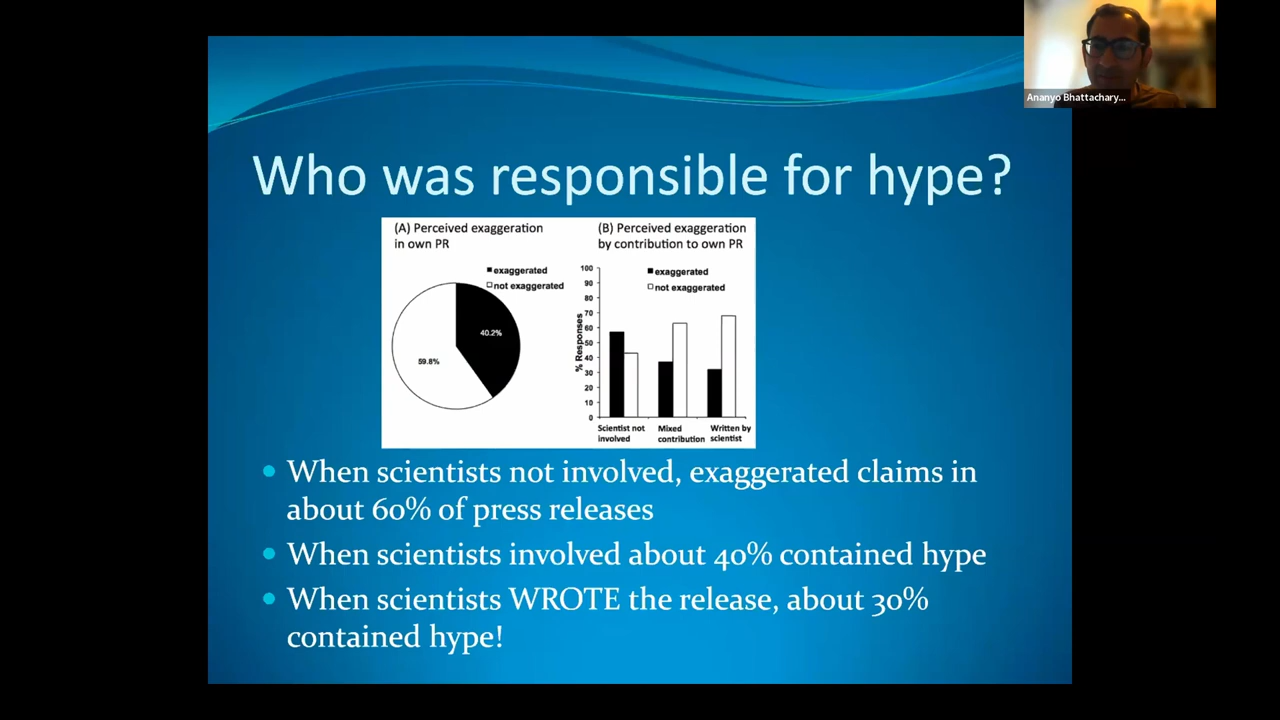 Ananyo Bhattachary...
Who was responsible for hype?
(A) Perceived exaggeration
in own PR
exaggerated
not exaggerated
40.2%
59.8%
(B) Perceived exaggeration
by contribution to own PR
exaggerated
not exaggerated
% Responses
100
90
80
70
60
50
40
30
20
10
0
Scientist not
involved
Mixed
contribution
Written by
scientist
• When scientists not involved, exaggerated claims in
about 60% of press releases
• When scientists involved about 40% contained hype
• When scientists WROTE the release, about 30%
contained hype!